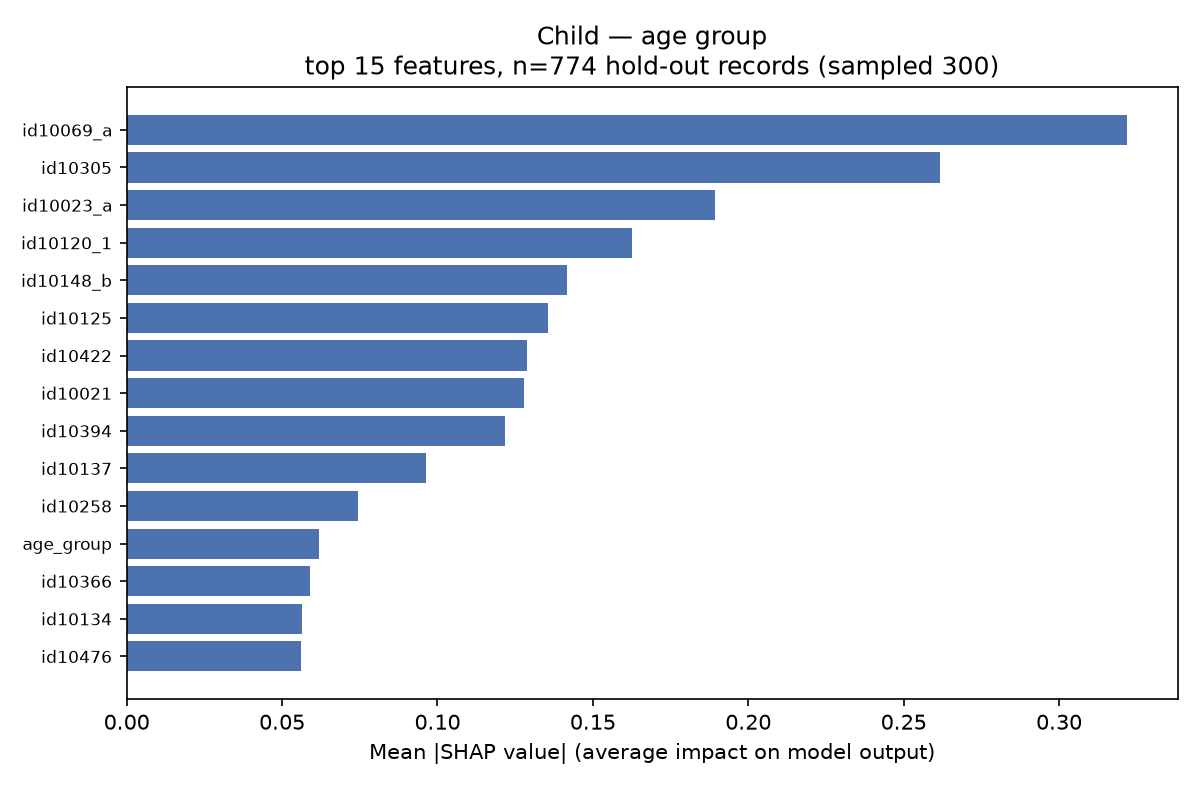 Child — age group
top 15 features, n=774 hold-out records (sampled 300)
id10069_a
id10305
id10023_a
id10120_1
id10148_b
id10125
id10422
id10021
id10394
id10137
id10258
age_group
id10366
id10134
id10476
0.00 0.05 0.10 0.15 0.20 0.25 0.30
Mean |SHAP value| (average impact on model output)